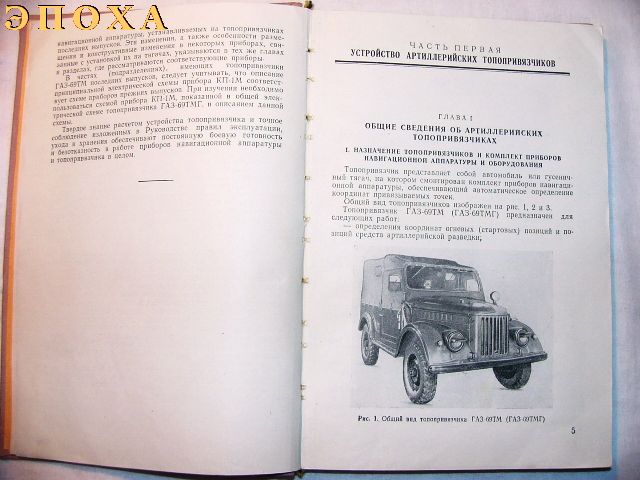 ЭПОХА
навигационной аппаратуры, устанавливаемых на топопривязчиках
последних выпусков. Эти изменения, а также особенности разме-
щения и конструктивные изменения в некоторых приборах, свя-
занные с установкой их на тягачах, указываются в тех же главах
и разделах, где рассматриваются соответствующие приборы.
В частях (подразделениях), имеющих топопривязчики
ГАЗ-69ТМ последних выпусков, следует учитывать, что описание
принципиальной электрической схемы прибора КП-1М соответст-
вует схеме приборов прежних выпусков. При изучении необходимо
пользоваться схемой прибора КП-1М, показанной в общей элек-
трической схеме топопривязчика ГАЗ-69ТМ, и описанием данной
схемы.
Твердое знание расчетом устройства топопривязчика и точное
соблюдение изложенных в Руководстве правил эксплуатации,
ухода и хранения обеспечивают постоянную боевую готовность
и безотказность в работе приборов навигационной аппаратуры
и топопривязчика в целом.
ЧАСТЬ ПЕРВАЯ
УСТРОЙСТВО АРТИЛЛЕРИЙСКИХ ТОПОПРИВЯЗЧИКОВ
ГЛАВА I
ОБЩИЕ СВЕДЕНИЯ ОБ АРТИЛЛЕРИЙСКИХ
ТОПОПРИВЯЗЧИКАХ
1. НАЗНАЧЕНИЕ ТОПОПРИВЯЗЧИКОВ И КОМПЛЕКТ ПРИБОРОВ
НАВИГАЦИОННОЙ АППАРАТУРЫ И ОБОРУДОВАНИЯ
Топопривязчик представляет собой автомобиль или гусенич-
ный тягач, на котором смонтирован комплект приборов навигаци-
онной аппаратуры, обеспечивающий автоматическое определение
координат привязываемых точек.
Общий вид топопривязчиков изображен на рис. 1, 2 и 3.
Топопривязчик ГАЗ-69ТМ (ГАЗ-69ТМГ) предназначен для
следующих работ:
— определения координат огневых (стартовых) позиций и по-
зиций средств артиллерийской разведки;
Рис. 1. Общий вид топопривязчика ГАЗ-69ТМ (ГАЗ-69ТМГ)
5